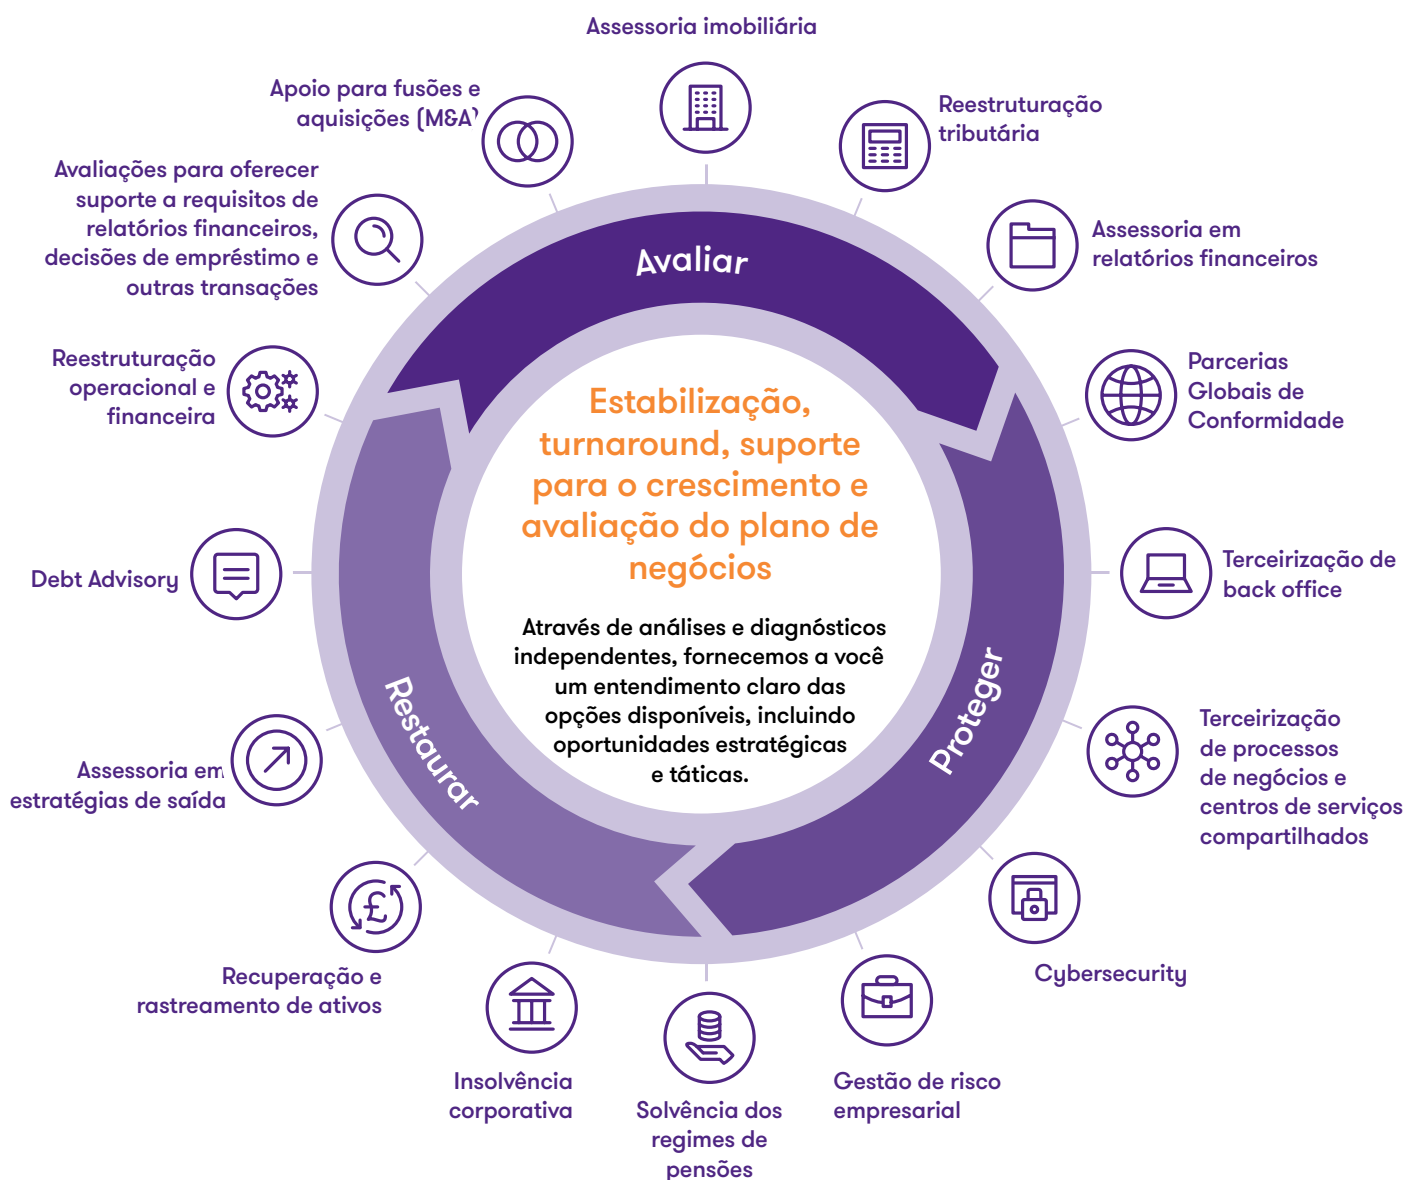 Assessoria imobiliária
Reestruturação
tributária
Assessoria em
relatórios financeiros
Parcerias
Globais de
Conformidade
Terceirização de
back office
Terceirização
de processos
de negócios e
centros de serviços
compartilhados
Cybersecurity
Gestão de risco
empresarial
Solvência dos
regimes de
pensões
Insolvência
corporativa
Recuperação e
rastreamento de ativos
Assessoria em
estratégias de saída
Debt Advisory
Reestruturação
operacional e
financeira
Avaliações para oferecer
suporte a requisitos de
relatórios financeiros,
decisões de empréstimo e
outras transações
Apoio para fusões e
aquisições (M&A)
Avaliar
Proteger
Restaurar
Estabilização,
turnaround, suporte
para o crescimento e
avaliação do plano de
negócios
Através de análises e diagnósticos
independentes, fornecemos a você
um entendimento claro das
opções disponíveis, incluindo
oportunidades estratégicas
e táticas.
£